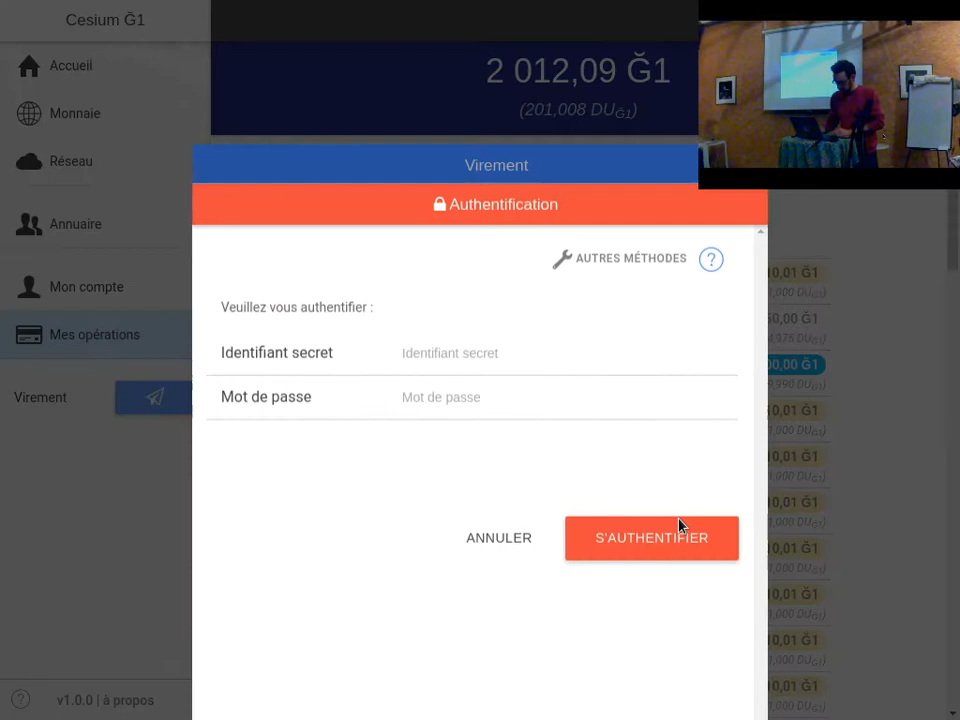 Cesium Ğ1
Accueil
Monnaie
Réseau
Annuaire
Mon compte
Mes opérations
Virement
? v1.0.0 | à propos
2 012,09 Ğ1
(201,008 DUĞ1)
Virement
Authentification
AUTRES MÉTHODES ?
Veuillez vous authentifier :
Identifiant secret Identifiant secret
Mot de passe Mot de passe
ANNULER S'AUTHENTIFIER